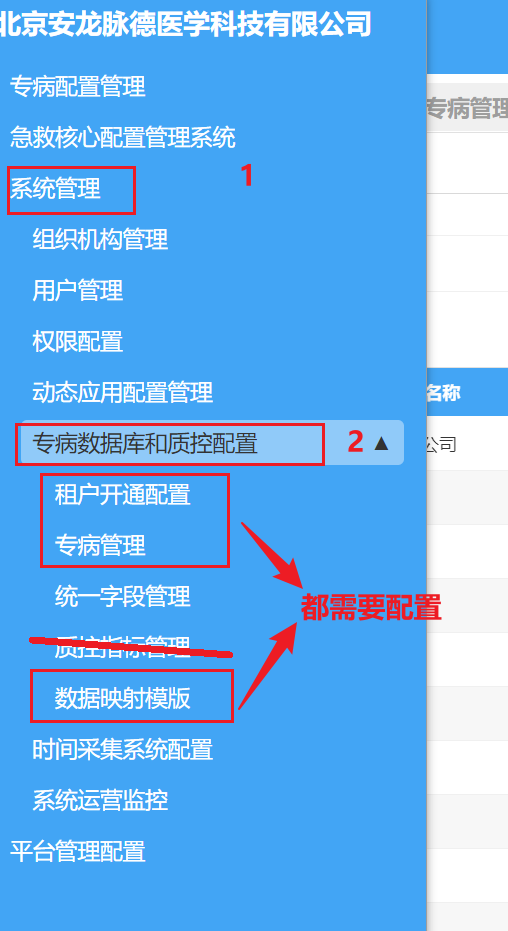 北京安龙脉德医学科技有限公司
专病配置管理
专病管理
急救核心配置管理系统
系统管理
1
组织机构管理
用户管理
权限配置
动态应用配置管理
名称
专病数据库和质控配置 2 ▲
公司
租户开通配置
专病管理
统一字段管理
都需要配置
质控指标管理
数据映射模版
时间采集系统配置
系统运营监控
平台管理配置